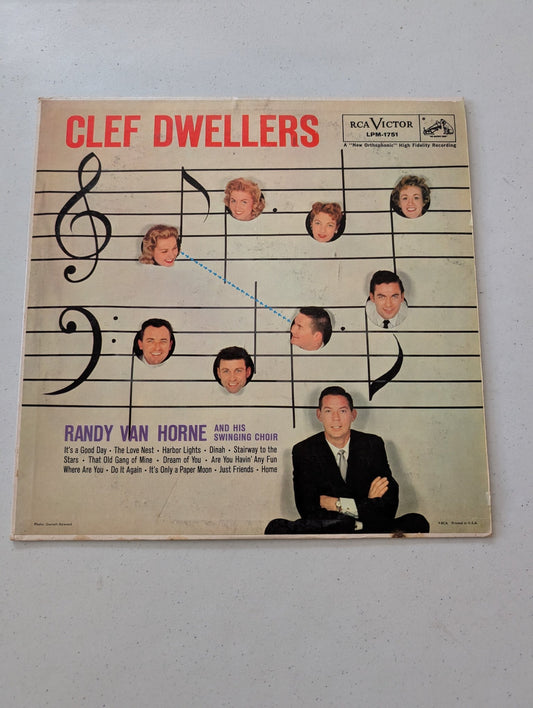 CLEF DWELLERS
RCA VICTOR
LPM-1751
A "New Orthophonic" High Fidelity Recording
RANDY VAN HORNE AND HIS SWINGING CHOIR
It's a Good Day • The Love Nest • Harbor Lights • Dinah • Stairway to the
Stars • That Old Gang of Mine • Dream of You • Are You Havin' Any Fun
Where Are You • Do It Again • It's Only a Paper Moon • Just Friends • Home
Photo:
Printed in U.S.A.